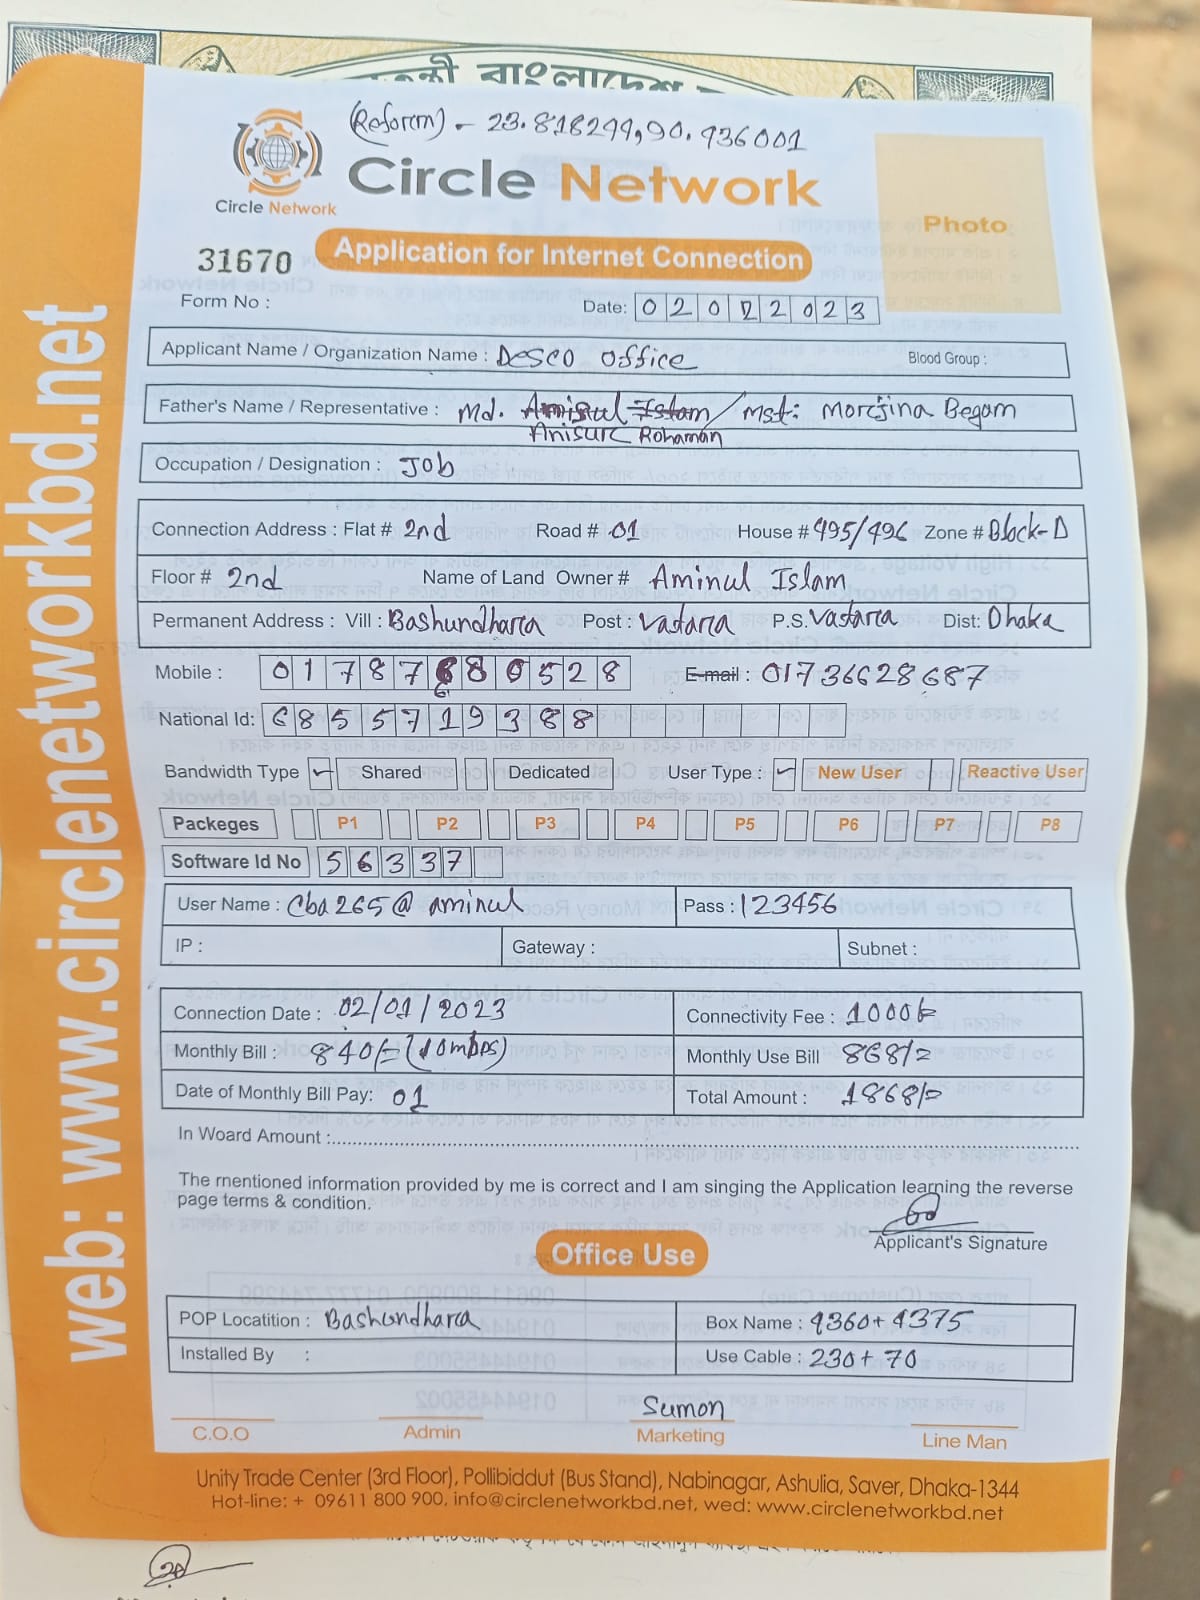 (Reform) - 23.818299,90.936001
Circle Network
Circle Network
Photo
31670
Application for Internet Connection
Form No :
Date: 02012023
Applicant Name / Organization Name : Desco office
Blood Group :
Father's Name / Representative : Md. Amirul Islam / Mst: Morjina Begam
Anisur Rohaman
Occupation / Designation : Job
Connection Address : Flat # 2nd Road # 01 House # 495/496 Zone # Block-D
Floor # 2nd Name of Land Owner # Aminul Islam
Permanent Address : Vill : Bashundhara Post : Vatara P.S. Vatara Dist: Dhaka
Mobile : 01787680528 E-mail : 01736628687
National Id: 6855719388
Bandwidth Type ✓ Shared Dedicated User Type : ✓ New User Reactive User
Packeges P1 P2 P3 P4 P5 P6 P7 P8
Software Id No 56337
User Name : Cba265@aminul Pass : 123456
IP : Gateway : Subnet :
Connection Date : 02/01/2023 Connectivity Fee : 1000/=
Monthly Bill : 840/= (10mbps) Monthly Use Bill 868/=
Date of Monthly Bill Pay: 01 Total Amount : 1868/=
In Woard Amount :
The mentioned information provided by me is correct and I am singing the Application learning the reverse
page terms & condition.
Applicant's Signature
Office Use
POP Locatition : Bashundhara Box Name : 4360+4375
Installed By : Use Cable : 230+70
Sumon
C.O.O Admin Marketing Line Man
Unity Trade Center (3rd Floor), Pollibiddut (Bus Stand), Nabinagar, Ashulia, Saver, Dhaka-1344
Hot-line: + 09611 800 900, info@circlenetworkbd.net, wed: www.circlenetworkbd.net
web: www.circlenetworkbd.net